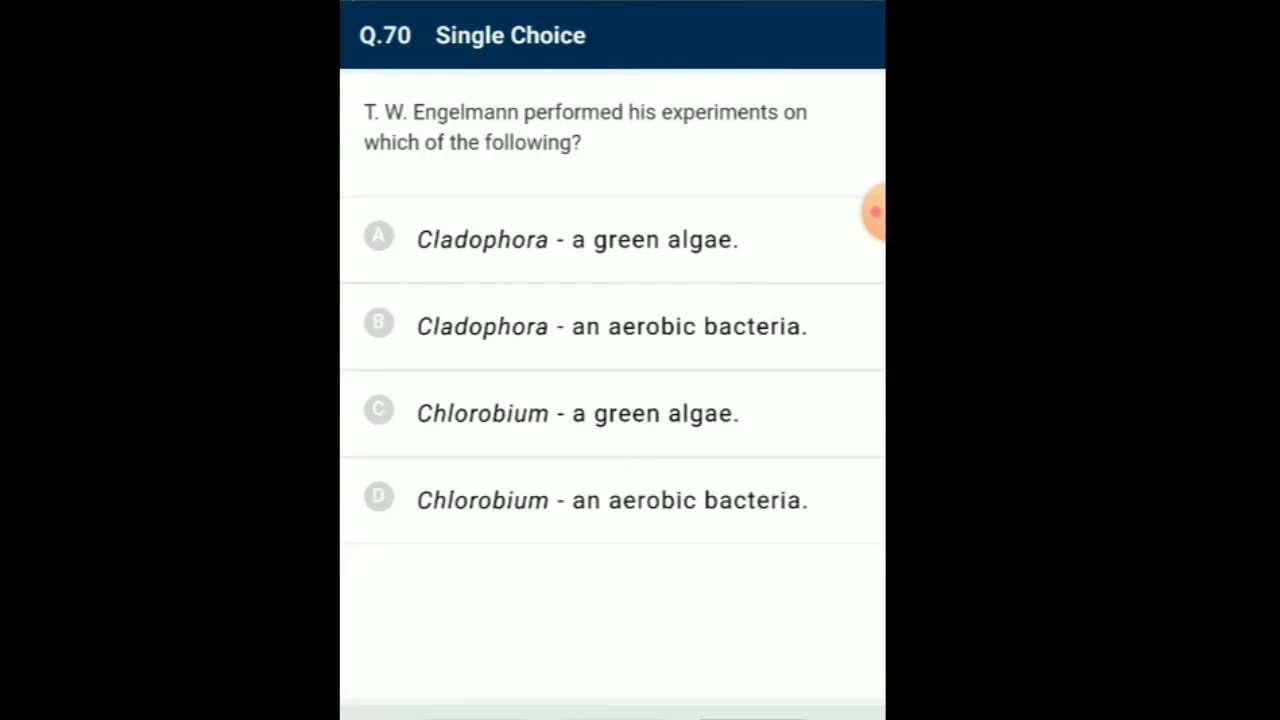 Q.70 Single Choice
T. W. Engelmann performed his experiments on
which of the following?
A Cladophora - a green algae.
B Cladophora - an aerobic bacteria.
C Chlorobium - a green algae.
D Chlorobium - an aerobic bacteria.